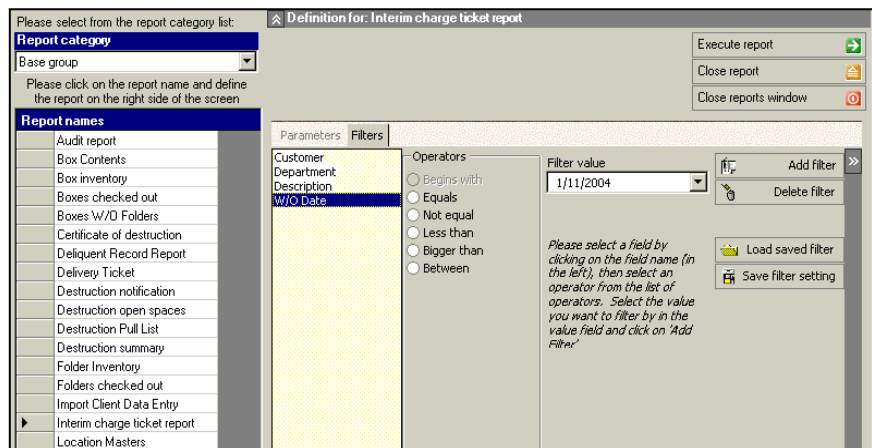 Please select from the report category list:
Report category
Base group
Please click on the report name and define
the report on the right side of the screen
Report names
Audit report
Box Contents
Box inventory
Boxes checked out
Boxes W/O Folders
Certificate of destruction
Deliquent Record Report
Delivery Ticket
Destruction notification
Destruction open spaces
Destruction Pull List
Destruction summary
Folder Inventory
Folders checked out
Import Client Data Entry
Interim charge ticket report
Location Masters
Definition for: Interim charge ticket report
Execute report
Close report
Close reports window
Parameters Filters
Customer
Department
Description
W/O Date
Operators
Begins with
Equals
Not equal
Less than
Bigger than
Between
Filter value
1/11/2004
Please select a field by
clicking on the field name (in
the left), then select an
operator from the list of
operators. Select the value
you want to filter by in the
value field and click on 'Add
Filter'
Add filter
Delete filter
Load saved filter
Save filter setting